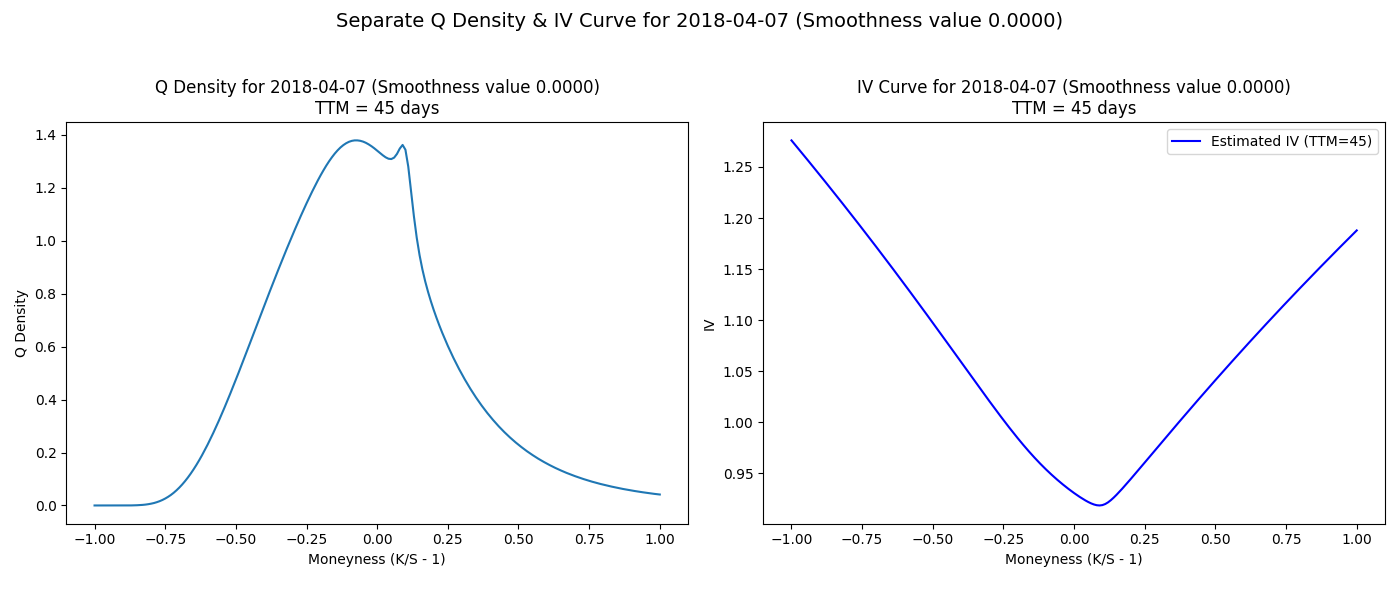 Separate Q Density & IV Curve for 2018-04-07 (Smoothness value 0.0000)
Q Density for 2018-04-07 (Smoothness value 0.0000)
TTM = 45 days
1.4
1.2
1.0
0.8
0.6
0.4
0.2
0.0
Q Density
−1.00 −0.75 −0.50 −0.25 0.00 0.25 0.50 0.75 1.00
Moneyness (K/S - 1)
IV Curve for 2018-04-07 (Smoothness value 0.0000)
TTM = 45 days
Estimated IV (TTM=45)
1.25
1.20
1.15
1.10
1.05
1.00
0.95
IV
−1.00 −0.75 −0.50 −0.25 0.00 0.25 0.50 0.75 1.00
Moneyness (K/S - 1)